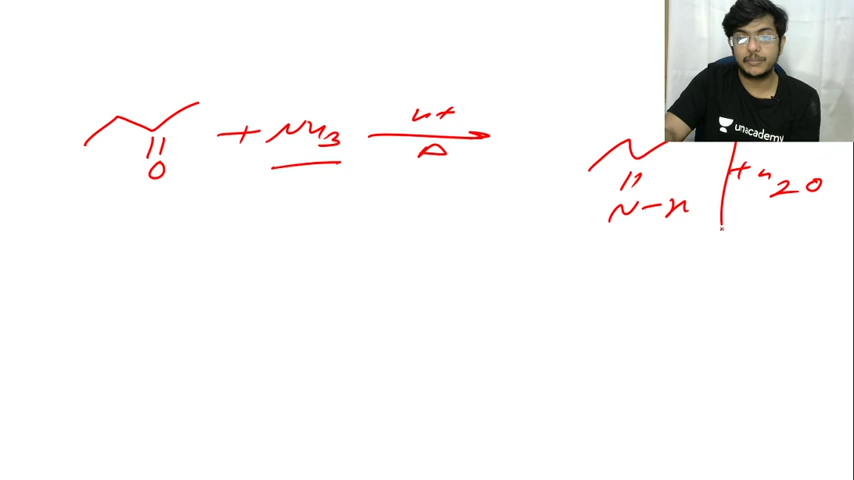 unacademy
+ NH3 H+
Δ
O
N-H + H2O